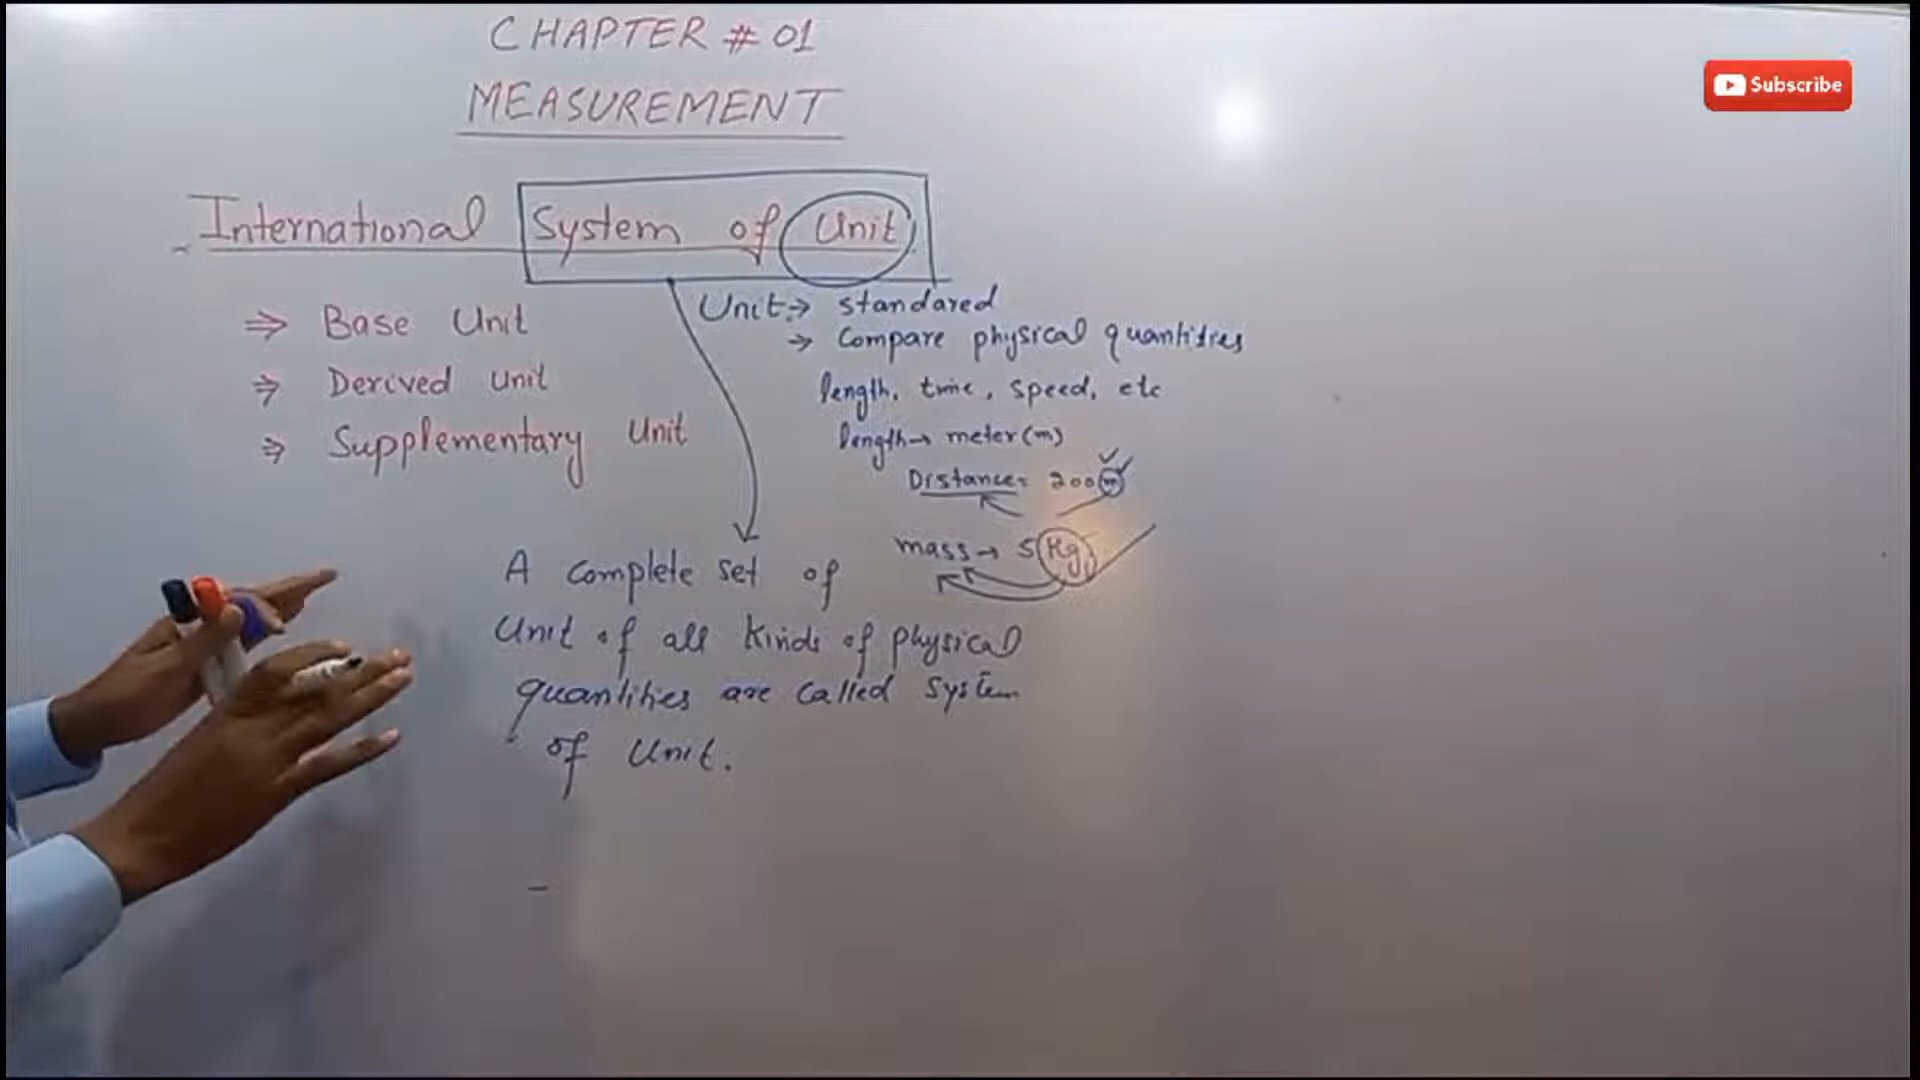 CHAPTER # 01
MEASUREMENT
Subscribe
International System of Unit
⇒ Base Unit
⇒ Derived Unit
⇒ Supplementary Unit
Unit:→ standared
→ Compare physical quantities
length, time, speed, etc
length→ meter(m)
Distance= 200 m
mass→ 5 Kg
A complete set of
Unit of all kinds of physical
quantities are called system
of Unit.